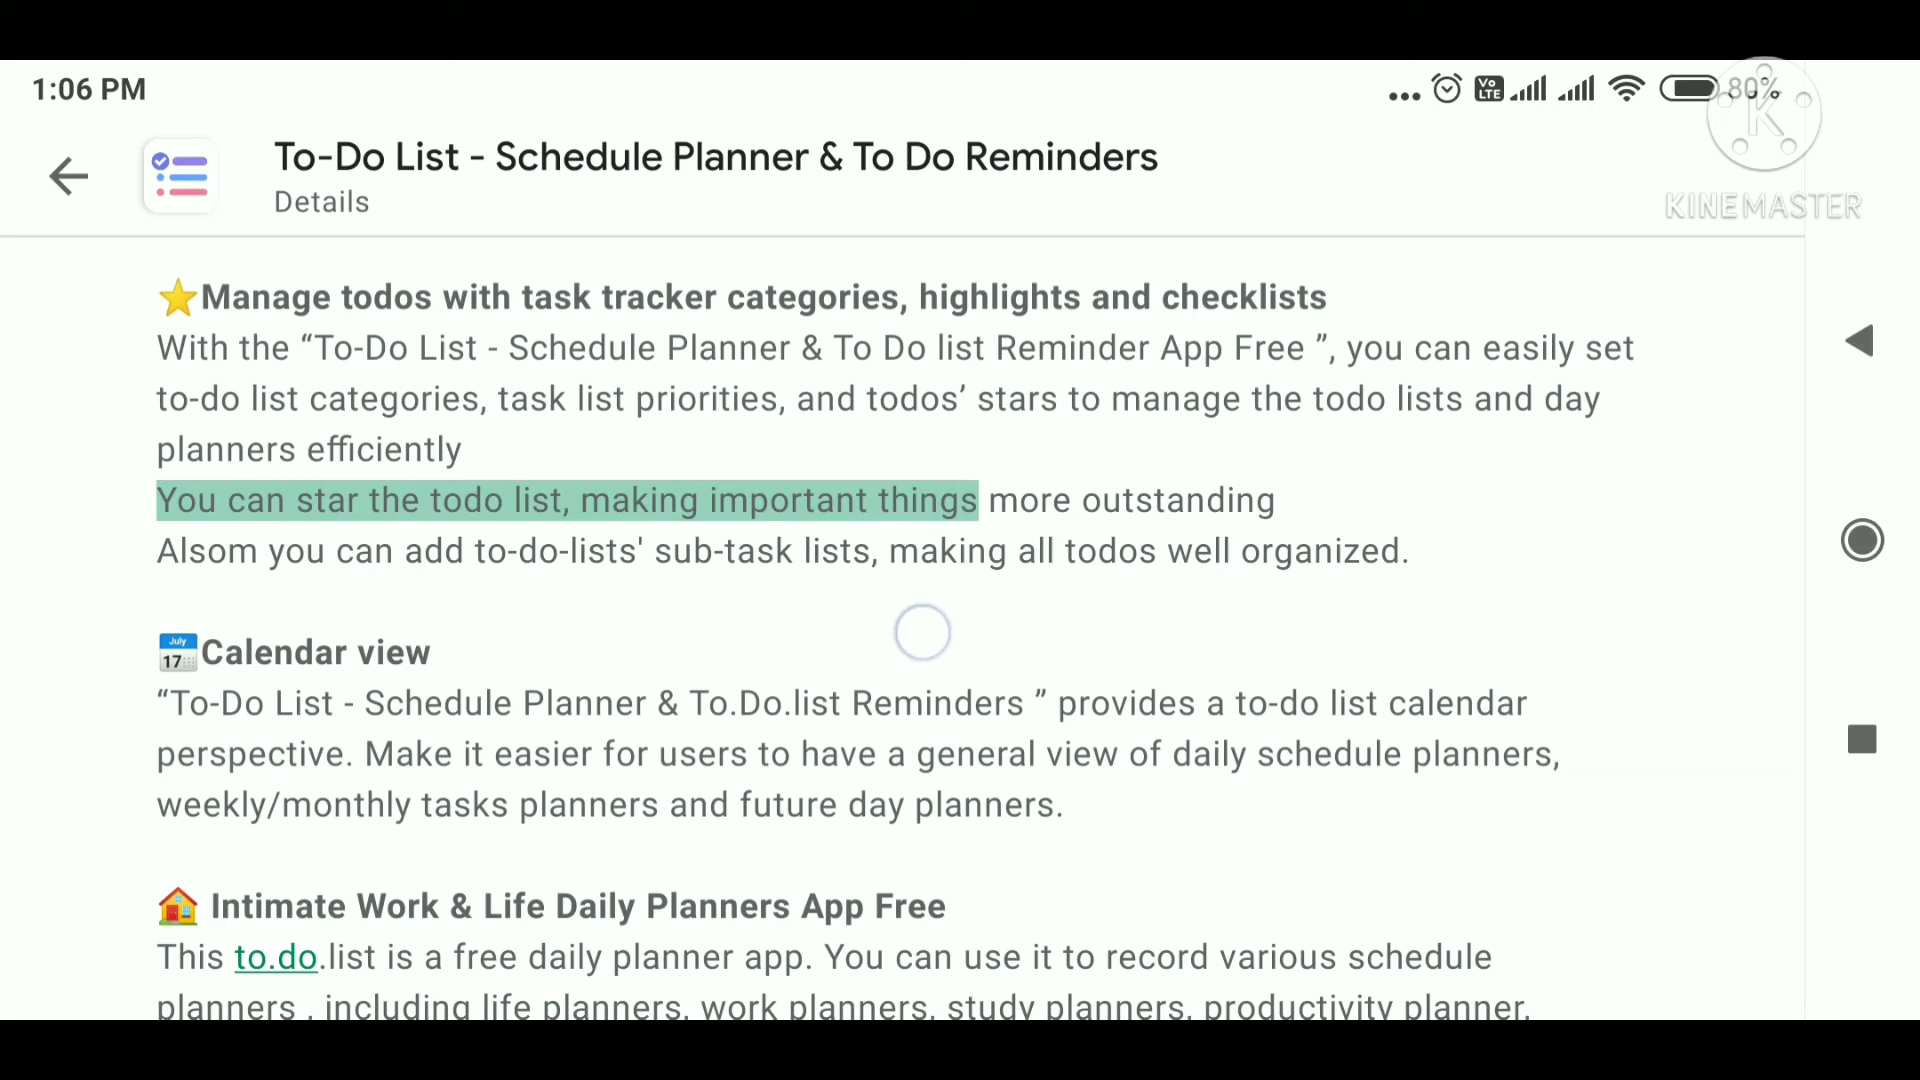 1:06 PM
Vo LTE
80%
To-Do List - Schedule Planner & To Do Reminders
Details
K
KINEMASTER
⭐Manage todos with task tracker categories, highlights and checklists
With the “To-Do List - Schedule Planner & To Do list Reminder App Free ”, you can easily set
to-do list categories, task list priorities, and todos’ stars to manage the todo lists and day
planners efficiently
You can star the todo list, making important things more outstanding
Alsom you can add to-do-lists' sub-task lists, making all todos well organized.
July
17
Calendar view
“To-Do List - Schedule Planner & To.Do.list Reminders ” provides a to-do list calendar
perspective. Make it easier for users to have a general view of daily schedule planners,
weekly/monthly tasks planners and future day planners.
🏠 Intimate Work & Life Daily Planners App Free
This to.do.list is a free daily planner app. You can use it to record various schedule
planners , including life planners, work planners, study planners, productivity planner,